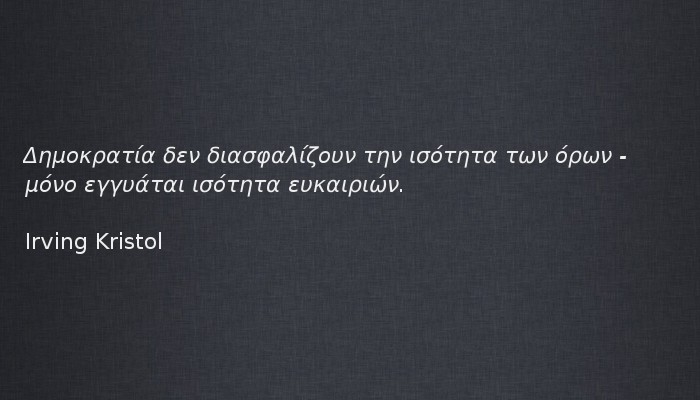 Δημοκρατία δεν διασφαλίζουν την ισότητα των όρων -
μόνο εγγυάται ισότητα ευκαιριών.
Irving Kristol